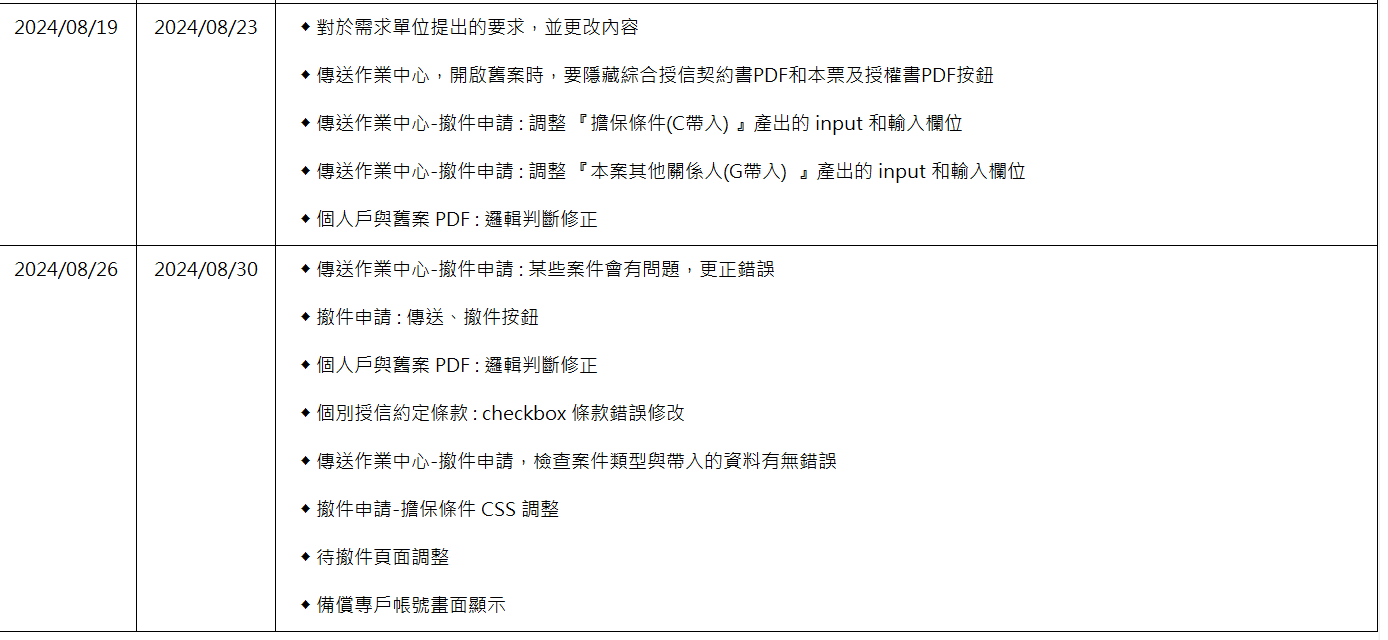 2024/08/19 2024/08/23 ◆ 對於需求單位提出的要求，並更改內容
◆ 傳送作業中心，開啟舊案時，要隱藏綜合授信契約書PDF和本票及授權書PDF按鈕
◆ 傳送作業中心-撤件申請 : 調整 『擔保條件(C帶入) 』產出的 input 和輸入欄位
◆ 傳送作業中心-撤件申請 : 調整 『本案其他關係人(G帶入) 』產出的 input 和輸入欄位
◆ 個人戶與舊案 PDF : 邏輯判斷修正
2024/08/26 2024/08/30 ◆ 傳送作業中心-撤件申請 : 某些案件會有問題，更正錯誤
◆ 撤件申請 : 傳送、撤件按鈕
◆ 個人戶與舊案 PDF : 邏輯判斷修正
◆ 個別授信約定條款 : checkbox 條款錯誤修改
◆ 傳送作業中心-撤件申請，檢查案件類型與帶入的資料有無錯誤
◆ 撤件申請-擔保條件 CSS 調整
◆ 待撤件頁面調整
◆ 備償專戶帳號畫面顯示